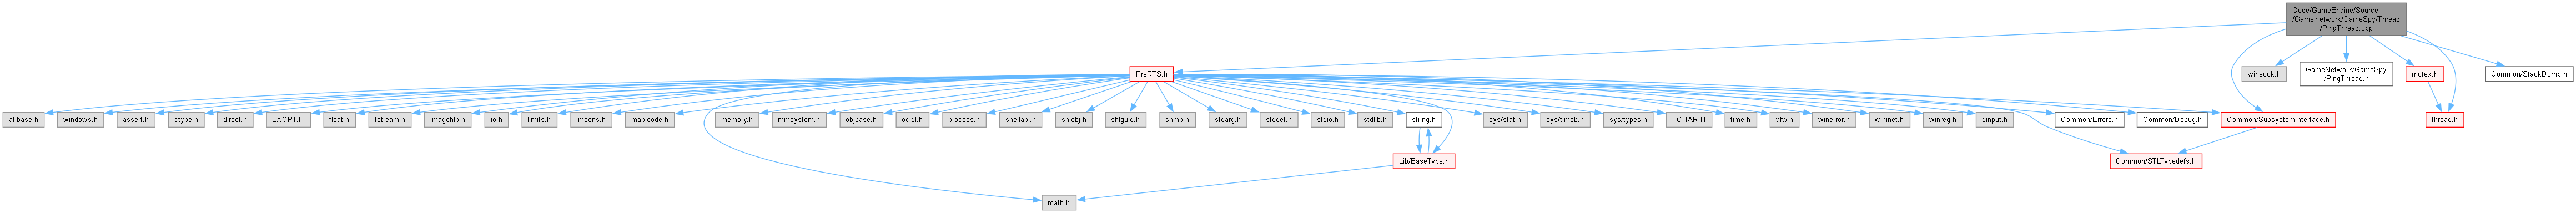 Code/GameEngine/Source
/GameNetwork/GameSpy/Thread
/PingThread.cpp
PreRTS.h
winsock.h
GameNetwork/GameSpy
/PingThread.h
mutex.h
Common/StackDump.h
atlbase.h
windows.h
assert.h
ctype.h
direct.h
EXCPT.H
float.h
fstream.h
imagehlp.h
io.h
limits.h
lmcons.h
mapicode.h
memory.h
mmsystem.h
objbase.h
ocidl.h
process.h
shellapi.h
shlobj.h
shlguid.h
snmp.h
stdarg.h
stddef.h
stdio.h
stdlib.h
string.h
sys/stat.h
sys/timeb.h
sys/types.h
TCHAR.H
time.h
vfw.h
winerror.h
wininet.h
winreg.h
dinput.h
Common/Errors.h
Common/Debug.h
Common/SubsystemInterface.h
thread.h
Lib/BaseType.h
Common/STLTypedefs.h
math.h